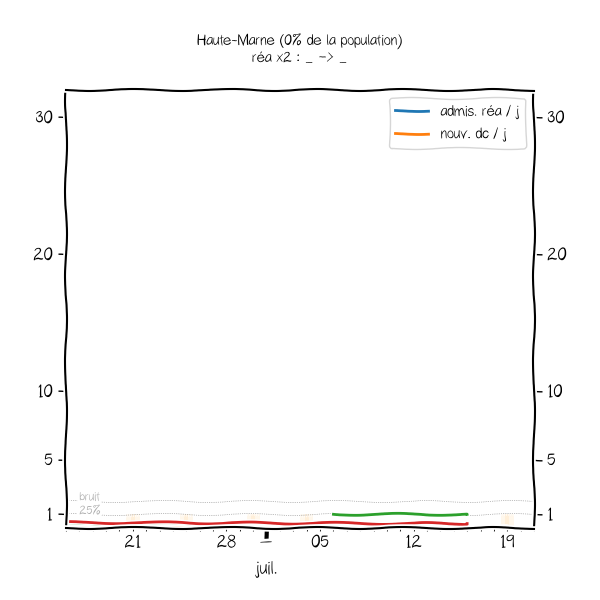 Haute-Marne (0% de la population)
réa x2 : _ -> _
admis. réa / j
nouv. dc / j
30
30
20
20
10
10
5
5
bruit
25%
1
1
21
28
05
12
19
juil.